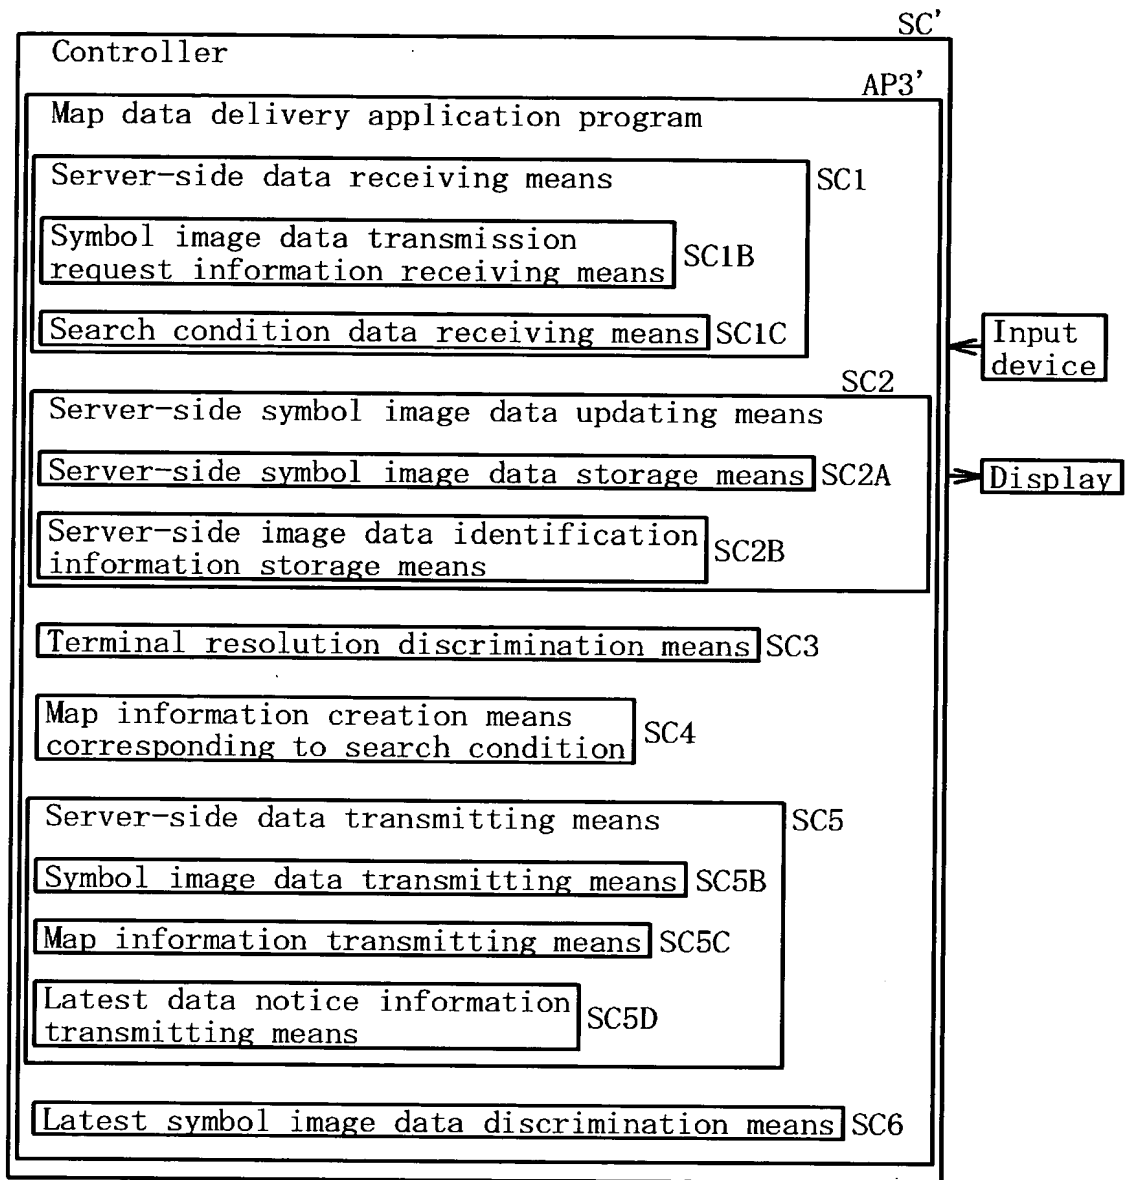 SC'
Controller
AP3'
Map data delivery application program
Server-side data receiving means
SC1
Symbol image data transmission
request information receiving means
SC1B
Search condition data receiving means
SC1C
Input
device
SC2
Server-side symbol image data updating means
Server-side symbol image data storage means
SC2A
Display
Server-side image data identification
information storage means
SC2B
Terminal resolution discrimination means
SC3
Map information creation means
corresponding to search condition
SC4
Server-side data transmitting means
SC5
Symbol image data transmitting means
SC5B
Map information transmitting means
SC5C
Latest data notice information
transmitting means
SC5D
Latest symbol image data discrimination means
SC6